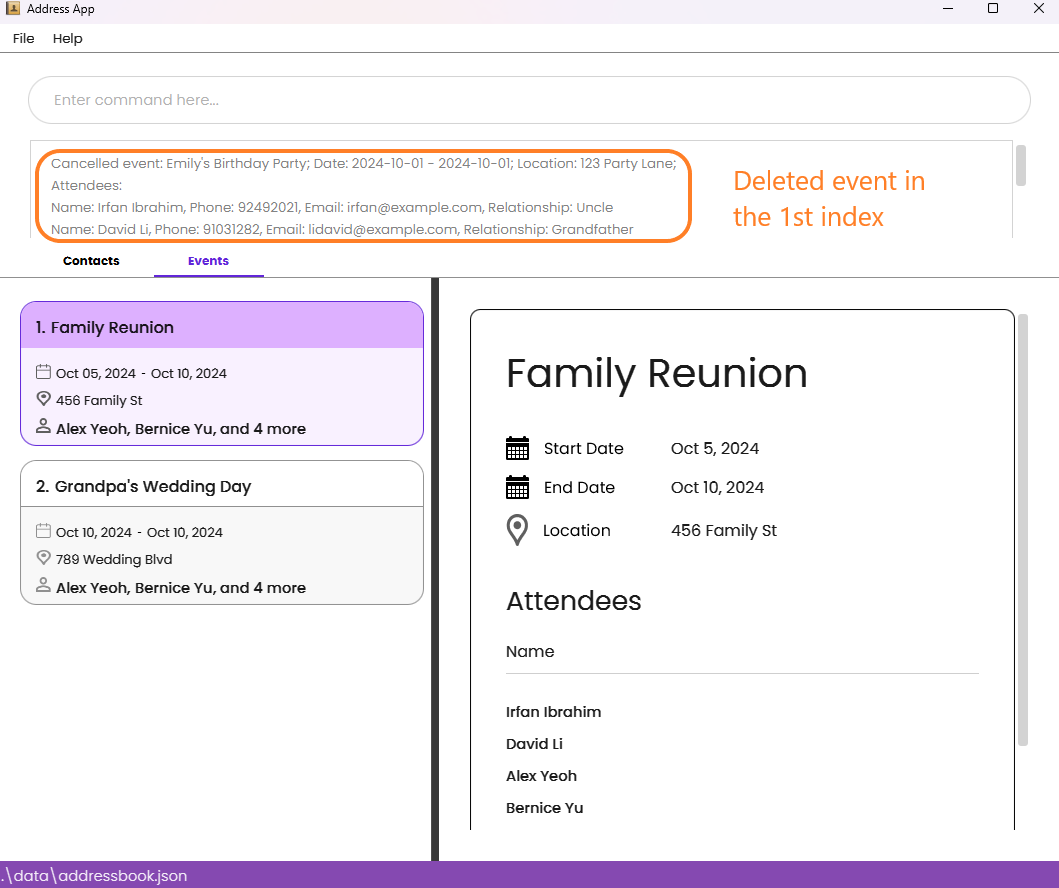 Address App
File Help
Enter command here...
Cancelled event: Emily's Birthday Party; Date: 2024-10-01 - 2024-10-01; Location: 123 Party Lane;
Attendees:
Name: Irfan Ibrahim, Phone: 92492021, Email: irfan@example.com, Relationship: Uncle
Name: David Li, Phone: 91031282, Email: lidavid@example.com, Relationship: Grandfather
Deleted event in
the 1st index
Contacts Events
1. Family Reunion
Oct 05, 2024 - Oct 10, 2024
456 Family St
Alex Yeoh, Bernice Yu, and 4 more
2. Grandpa's Wedding Day
Oct 10, 2024 - Oct 10, 2024
789 Wedding Blvd
Alex Yeoh, Bernice Yu, and 4 more
Family Reunion
Start Date Oct 5, 2024
End Date Oct 10, 2024
Location 456 Family St
Attendees
Name
Irfan Ibrahim
David Li
Alex Yeoh
Bernice Yu
.\data\addressbook.json